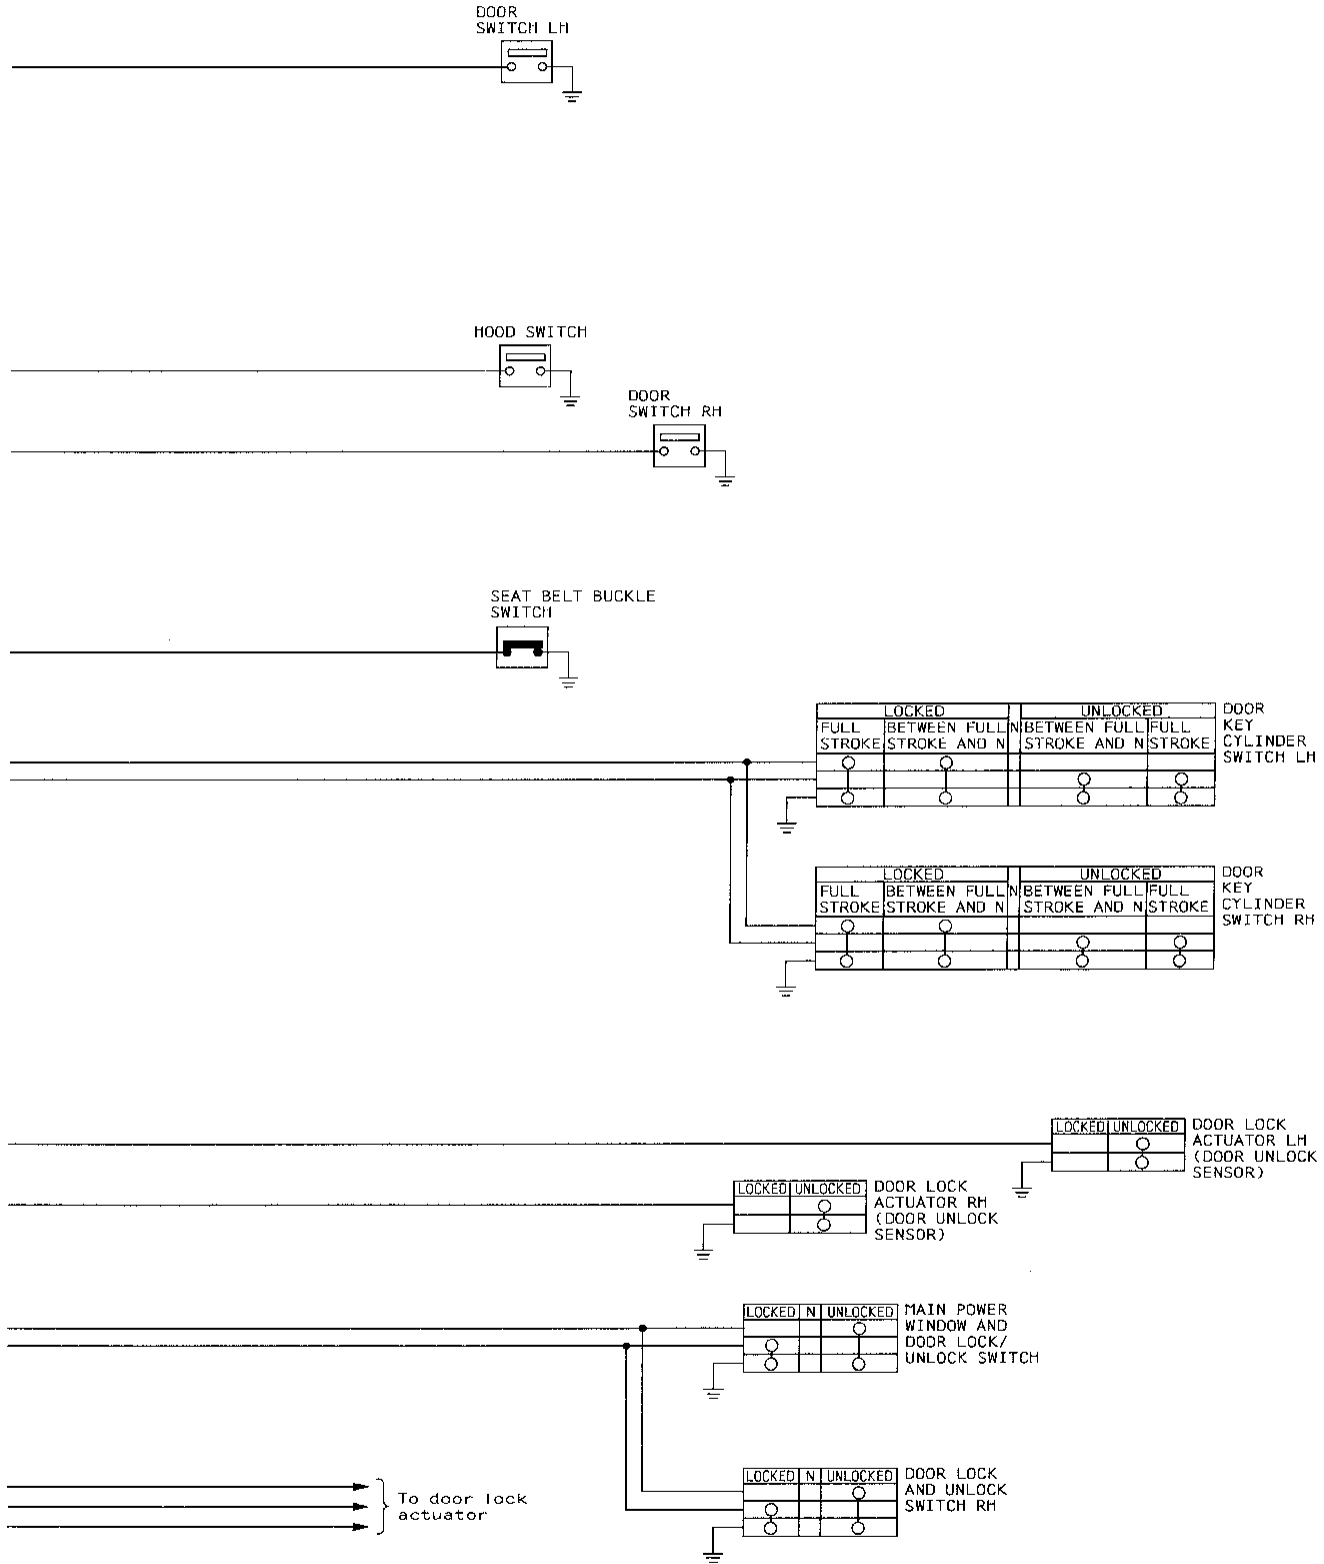 DOOR
SWITCH LH
HOOD SWITCH
DOOR
SWITCH RH
SEAT BELT BUCKLE
SWITCH
LOCKED UNLOCKED
FULL STROKE BETWEEN FULL STROKE AND N N BETWEEN FULL STROKE AND N FULL STROKE
DOOR
KEY
CYLINDER
SWITCH LH
LOCKED UNLOCKED
FULL STROKE BETWEEN FULL STROKE AND N N BETWEEN FULL STROKE AND N FULL STROKE
DOOR
KEY
CYLINDER
SWITCH RH
LOCKED UNLOCKED
DOOR LOCK
ACTUATOR LH
(DOOR UNLOCK
SENSOR)
LOCKED UNLOCKED
DOOR LOCK
ACTUATOR RH
(DOOR UNLOCK
SENSOR)
LOCKED N UNLOCKED
MAIN POWER
WINDOW AND
DOOR LOCK/
UNLOCK SWITCH
LOCKED N UNLOCKED
DOOR LOCK
AND UNLOCK
SWITCH RH
To door lock
actuator